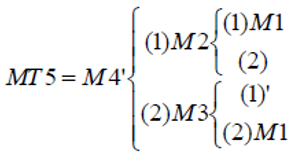 (1)M1
(1)M2
(2)
MT5 = M4'
(1)'
(2)M3
(2)M1